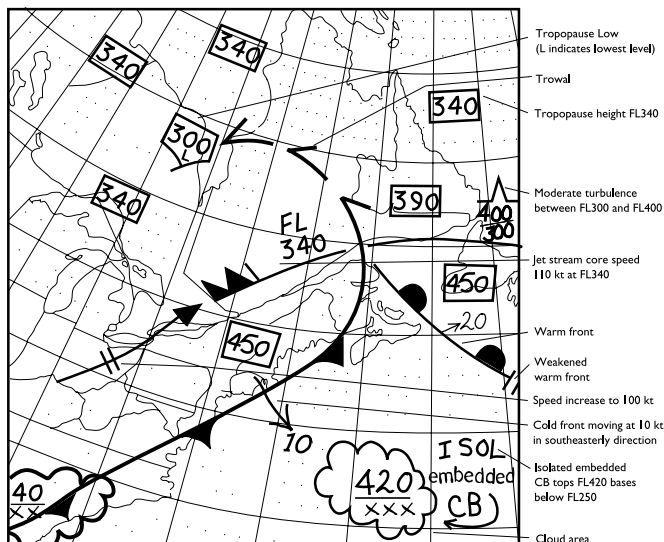 340
340
340
300
L
340
390
400
300
FL
340
450
450
→20
10
40
XX
420
XXX
ISOL
embedded
CB
Tropopause Low
(L indicates lowest level)
Trowal
Tropopause height FL340
Moderate turbulence
between FL300 and FL400
Jet stream core speed
110 kt at FL340
Warm front
Weakened
warm front
Speed increase to 100 kt
Cold front moving at 10 kt
in southeasterly direction
Isolated embedded
CB tops FL420 bases
below FL250
Cloud area